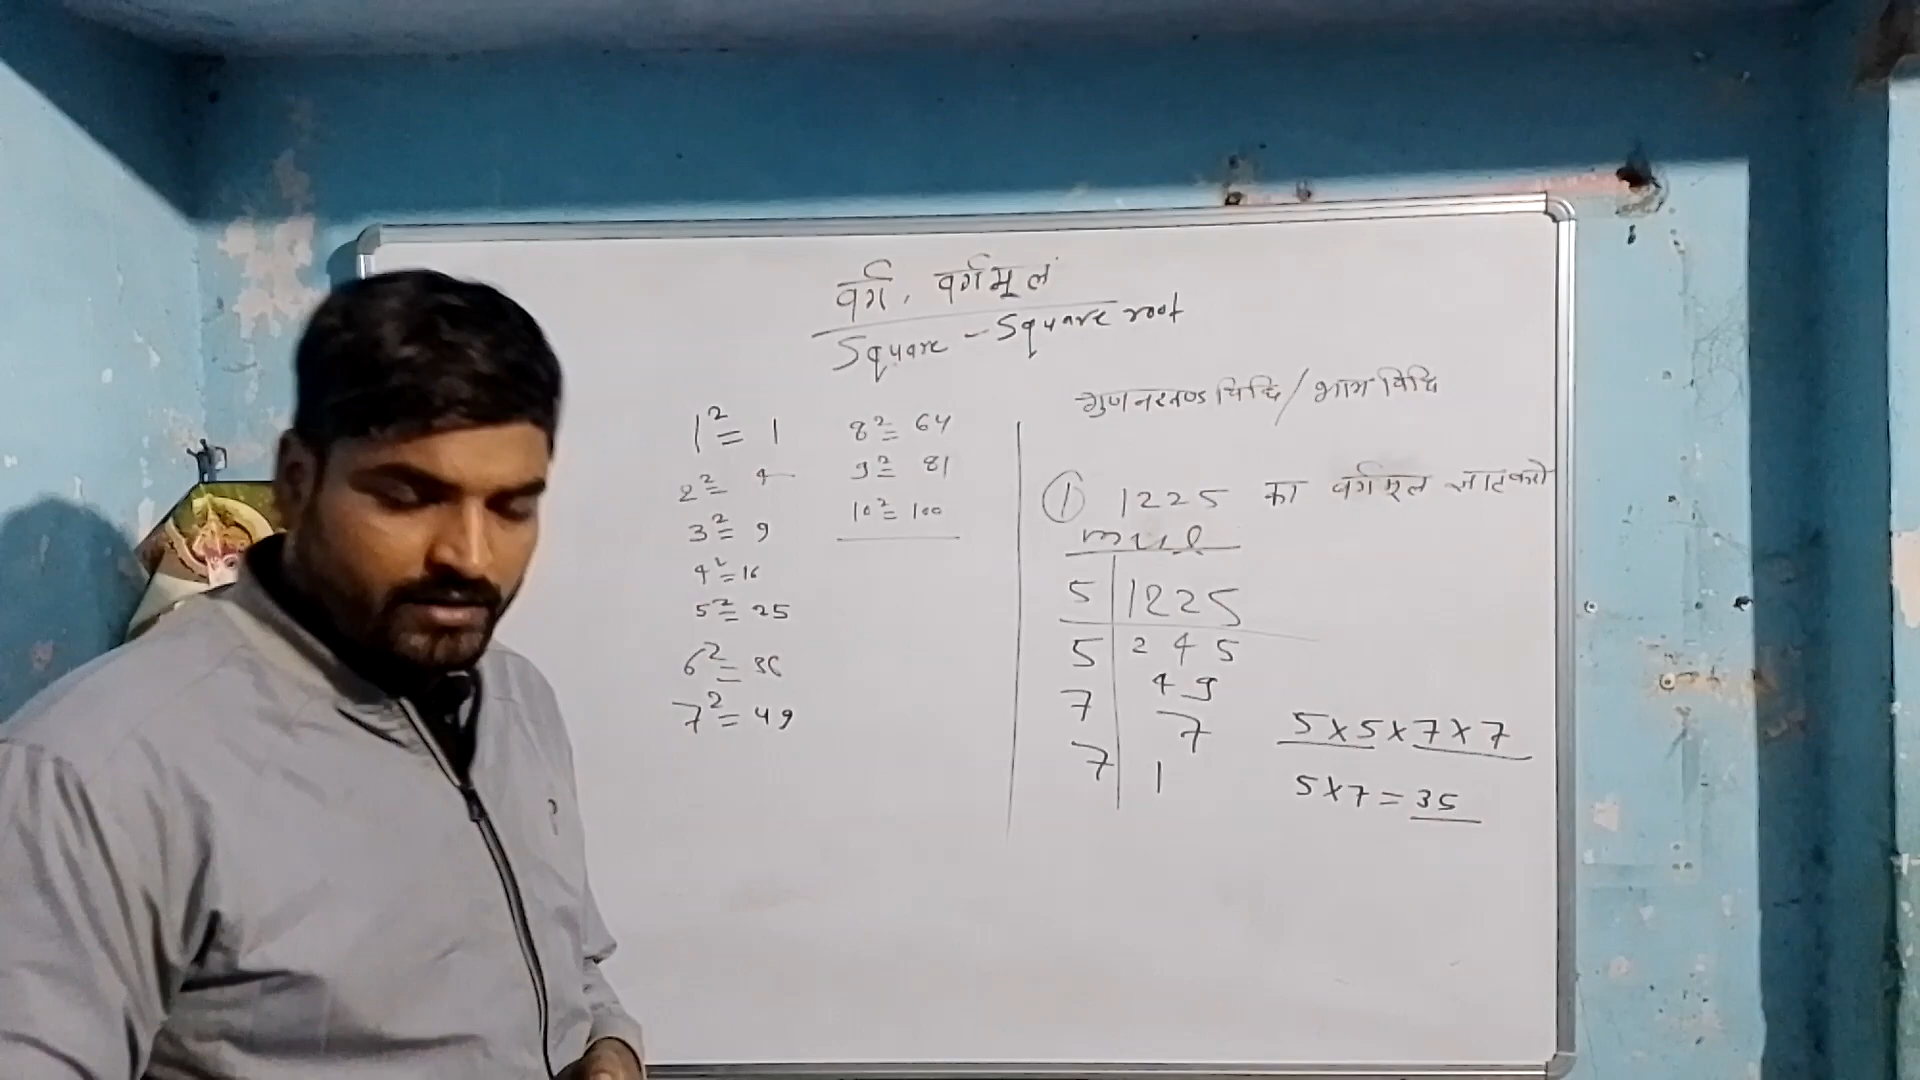 वर्ग, वर्गमूल
Square - Square root
1² = 1
2² = 4
3² = 9
4² = 16
5² = 25
6² = 36
7² = 49
8² = 64
9² = 81
10² = 100
गुणनखण्ड विधि / भाग विधि
① 1225 का वर्गमूल ज्ञात करो
5 | 1225
5 | 245
7 | 49
7 | 7
1
5×5×7×7
5×7=35